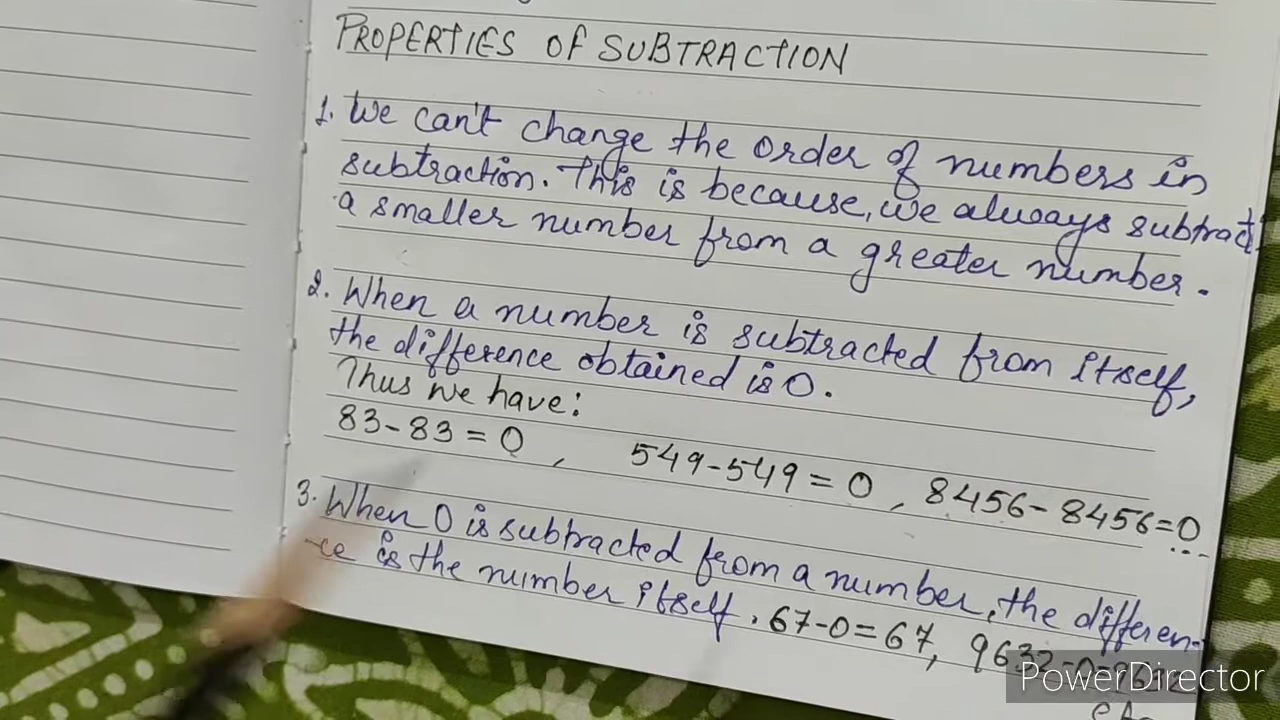 PROPERTIES OF SUBTRACTION
1. We can't change the order of numbers in
subtraction. This is because, we always subtract
a smaller number from a greater number.
2. When a number is subtracted from itself,
the difference obtained is 0.
Thus we have:
83-83=0, 549-549=0, 8456-8456=0
3. When 0 is subtracted from a number, the differen-
-ce is the number itself. 67-0=67, 9632-0=9632
PowerDirector